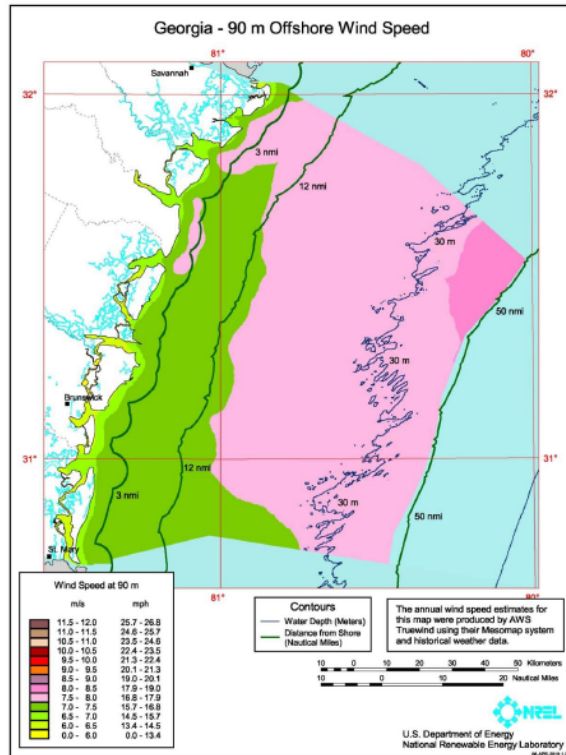 Georgia - 90 m Offshore Wind Speed
81°
80°
Savannah
32°
32°
3 nmi
12 nmi
30 m
50 nmi
30 m
Brunswick
31°
31°
12 nmi
3 nmi
30 m
50 nmi
St. Mary
81°
80°
Wind Speed at 90 m
m/s mph
11.5 - 12.0 25.7 - 26.8
11.0 - 11.5 24.6 - 25.7
10.5 - 11.0 23.5 - 24.6
10.0 - 10.5 22.4 - 23.5
9.5 - 10.0 21.3 - 22.4
9.0 - 9.5 20.1 - 21.3
8.5 - 9.0 19.0 - 20.1
8.0 - 8.5 17.9 - 19.0
7.5 - 8.0 16.8 - 17.9
7.0 - 7.5 15.7 - 16.8
6.5 - 7.0 14.5 - 15.7
6.0 - 6.5 13.4 - 14.5
0.0 - 6.0 0.0 - 13.4
Contours
Water Depth (Meters)
Distance from Shore
(Nautical Miles)
The annual wind speed estimates for
this map were produced by AWS
Truewind using their Mesomap system
and historical weather data.
10 0 10 20 30 40 50 Kilometers
10 0 10 20 Nautical Miles
NREL
U.S. Department of Energy
National Renewable Energy Laboratory